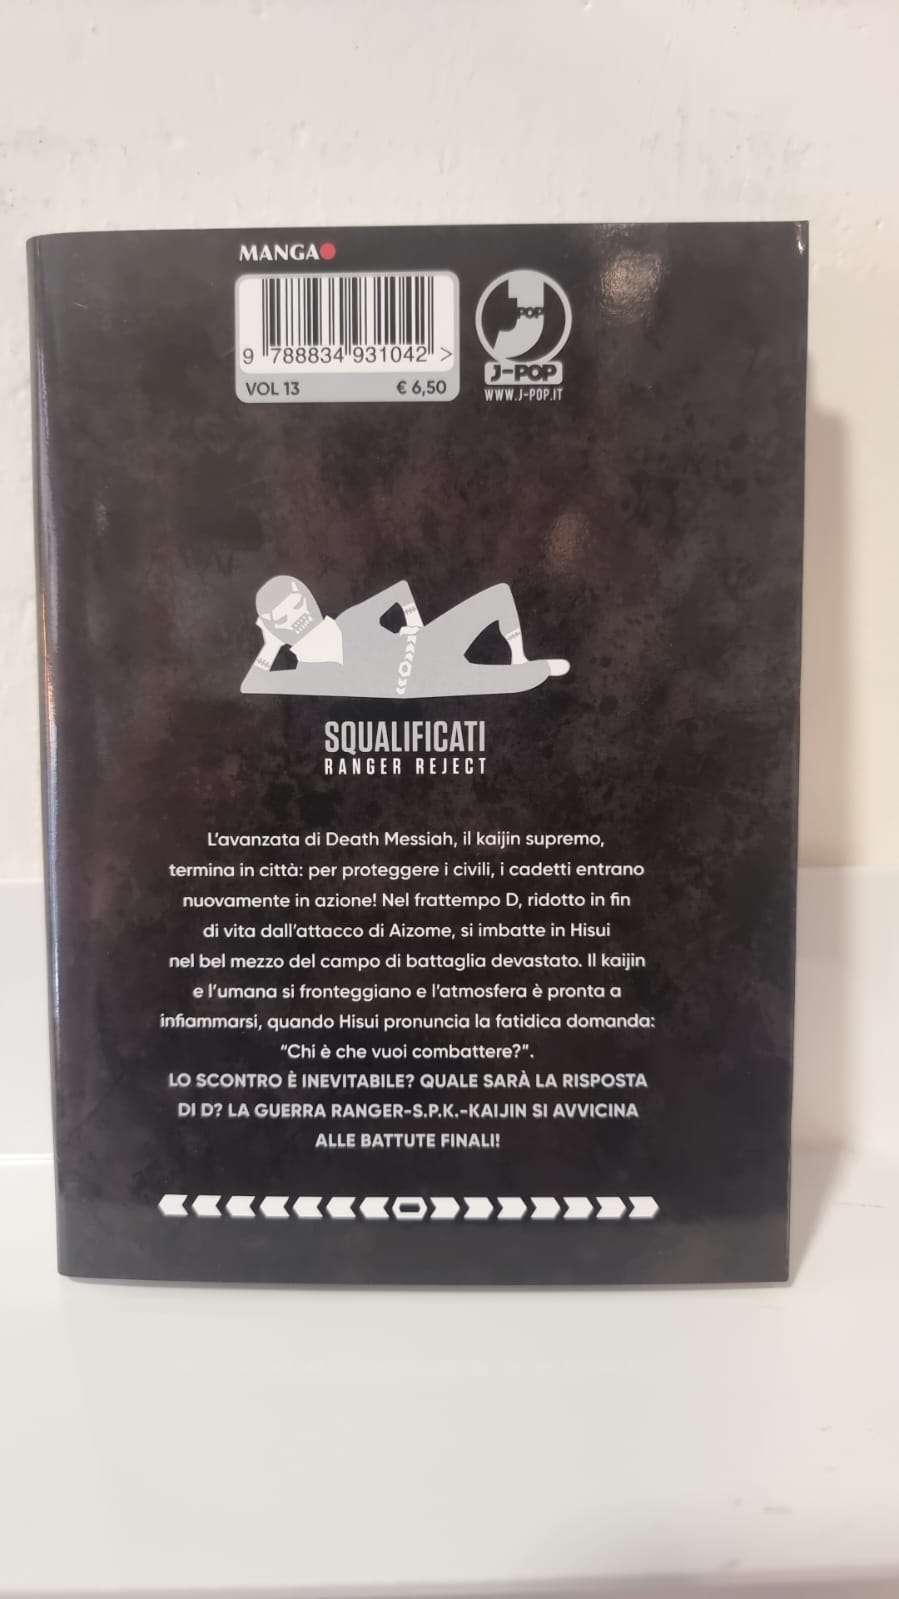 MANGA
9 788834 931042 >
VOL 13 € 6,50
POP
J-POP
WWW.J-POP.IT
SQUALIFICATI
RANGER REJECT
L'avanzata di Death Messiah, il kaijin supremo,
termina in città: per proteggere i civili, i cadetti entrano
nuovamente in azione! Nel frattempo D, ridotto in fin
di vita dall'attacco di Aizome, si imbatte in Hisui
nel bel mezzo del campo di battaglia devastato. Il kaijin
e l'umana si fronteggiano e l'atmosfera è pronta a
infiammarsi, quando Hisui pronuncia la fatidica domanda:
"Chi è che vuoi combattere?".
LO SCONTRO È INEVITABILE? QUALE SARÀ LA RISPOSTA
DI D? LA GUERRA RANGER-S.P.K.-KAIJIN SI AVVICINA
ALLE BATTUTE FINALI!